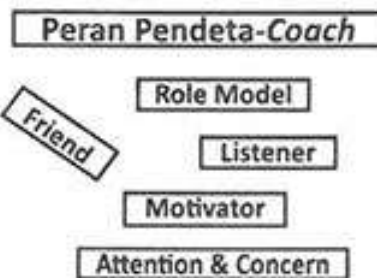 Peran Pendeta-Coach
Role Model
Friend
Listener
Motivator
Attention & Concern